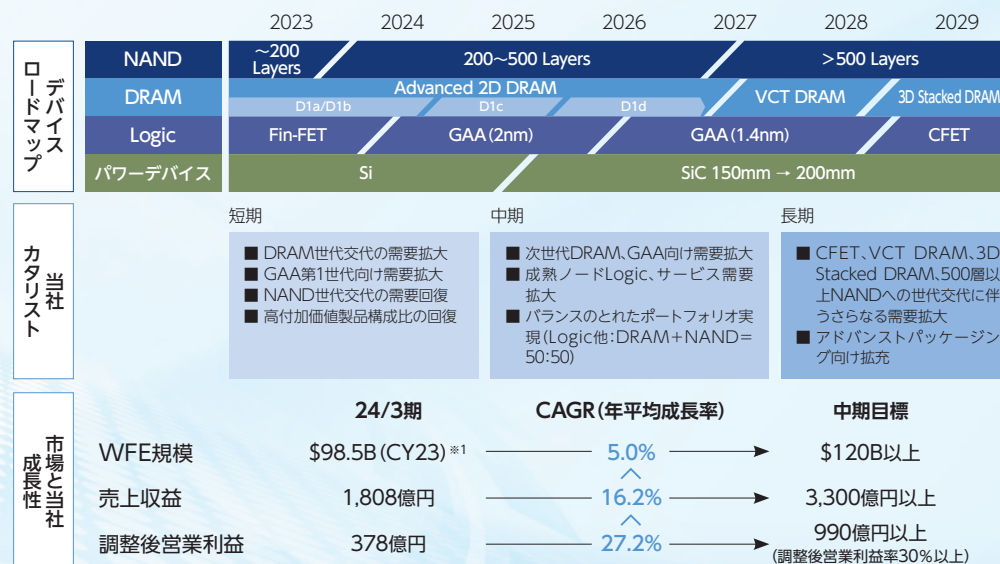 2023 2024 2025 2026 2027 2028 2029
デバイス
ロードマップ
NAND ～200 Layers 200～500 Layers >500 Layers
DRAM Advanced 2D DRAM VCT DRAM 3D Stacked DRAM
D1a/D1b D1c D1d
Logic Fin-FET GAA(2nm) GAA(1.4nm) CFET
パワーデバイス Si SiC 150mm → 200mm
当社
カタリスト
短期
■ DRAM世代交代の需要拡大
■ GAA第1世代向け需要拡大
■ NAND世代交代の需要回復
■ 高付加価値製品構成比の回復
中期
■ 次世代DRAM、GAA向け需要拡大
■ 成熟ノードLogic、サービス需要
拡大
■ バランスのとれたポートフォリオ実
現(Logic他：DRAM+NAND=
50:50)
長期
■ CFET、VCT DRAM、3D
Stacked DRAM、500層以
上NANDへの世代交代に伴
うさらなる需要拡大
■ アドバンストパッケージン
グ向け拡充
市場と当社
成長性
24/3期 CAGR(年平均成長率) 中期目標
WFE規模 $98.5B(CY23)※1 5.0% $120B以上
売上収益 1,808億円 16.2% 3,300億円以上
調整後営業利益 378億円 27.2% 990億円以上
(調整後営業利益率30%以上)